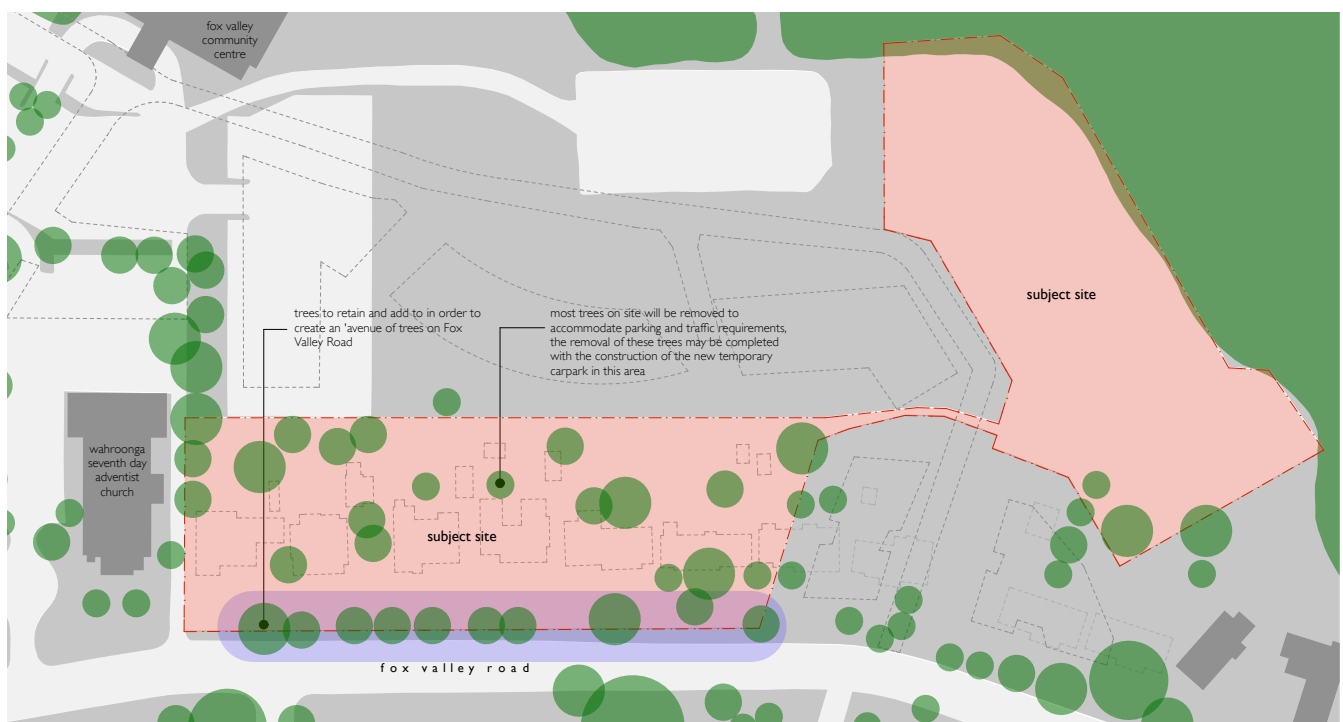 fox valley
community
centre
subject site
trees to retain and add to in order to
create an 'avenue of trees on Fox
Valley Road
most trees on site will be removed to
accommodate parking and traffic requirements,
the removal of these trees may be completed
with the construction of the new temporary
carpark in this area
wahroonga
seventh day
adventist
church
subject site
fox valley road